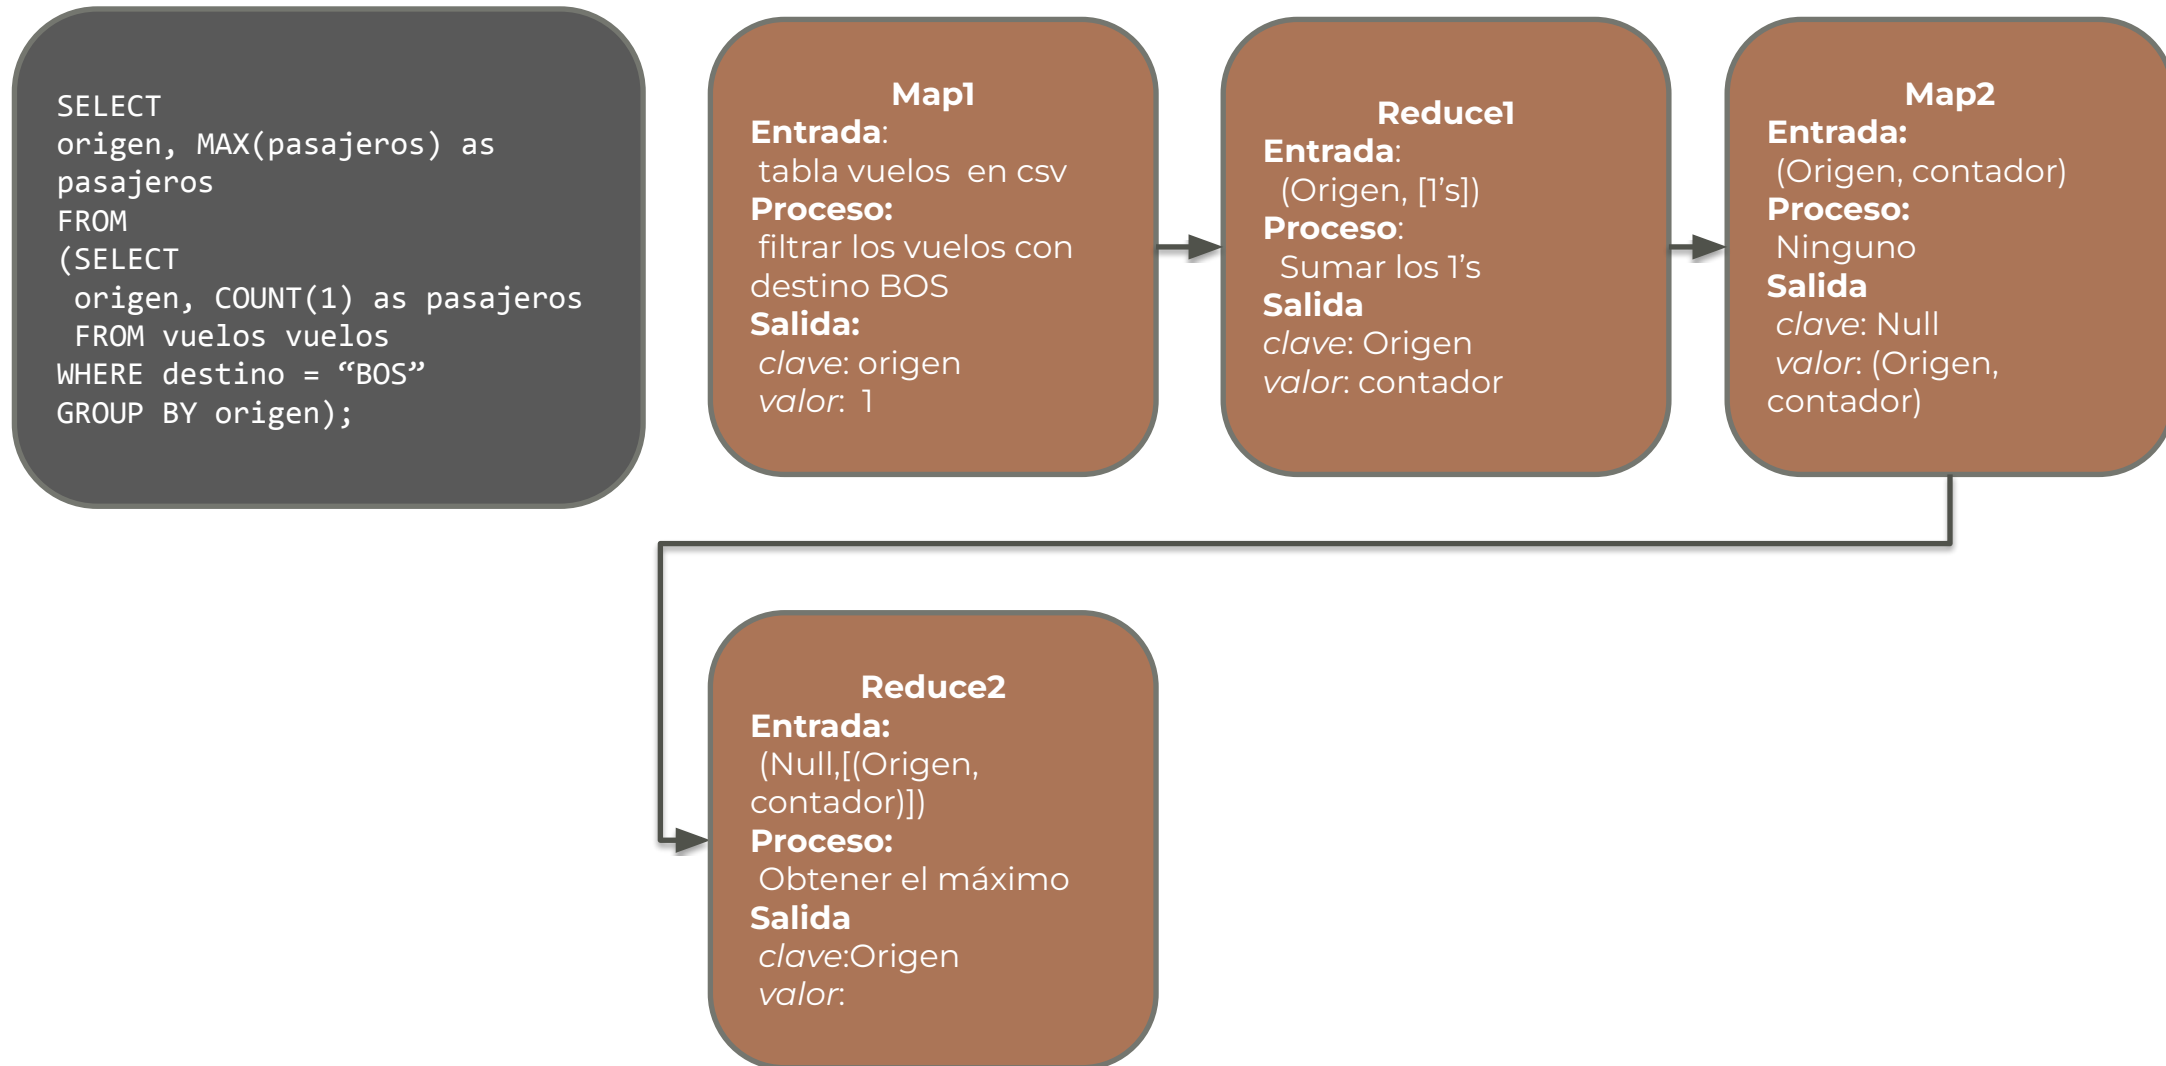 SELECT
origen, MAX(pasajeros) as
pasajeros
FROM
(SELECT
origen, COUNT(1) as pasajeros
FROM vuelos vuelos
WHERE destino = “BOS”
GROUP BY origen);
Map1
Entrada:
tabla vuelos en csv
Proceso:
filtrar los vuelos con
destino BOS
Salida:
clave: origen
valor: 1
Reduce1
Entrada:
(Origen, [1’s])
Proceso:
Sumar los 1’s
Salida
clave: Origen
valor: contador
Map2
Entrada:
(Origen, contador)
Proceso:
Ninguno
Salida
clave: Null
valor: (Origen,
contador)
Reduce2
Entrada:
(Null,[(Origen,
contador)])
Proceso:
Obtener el máximo
Salida
clave:Origen
valor: